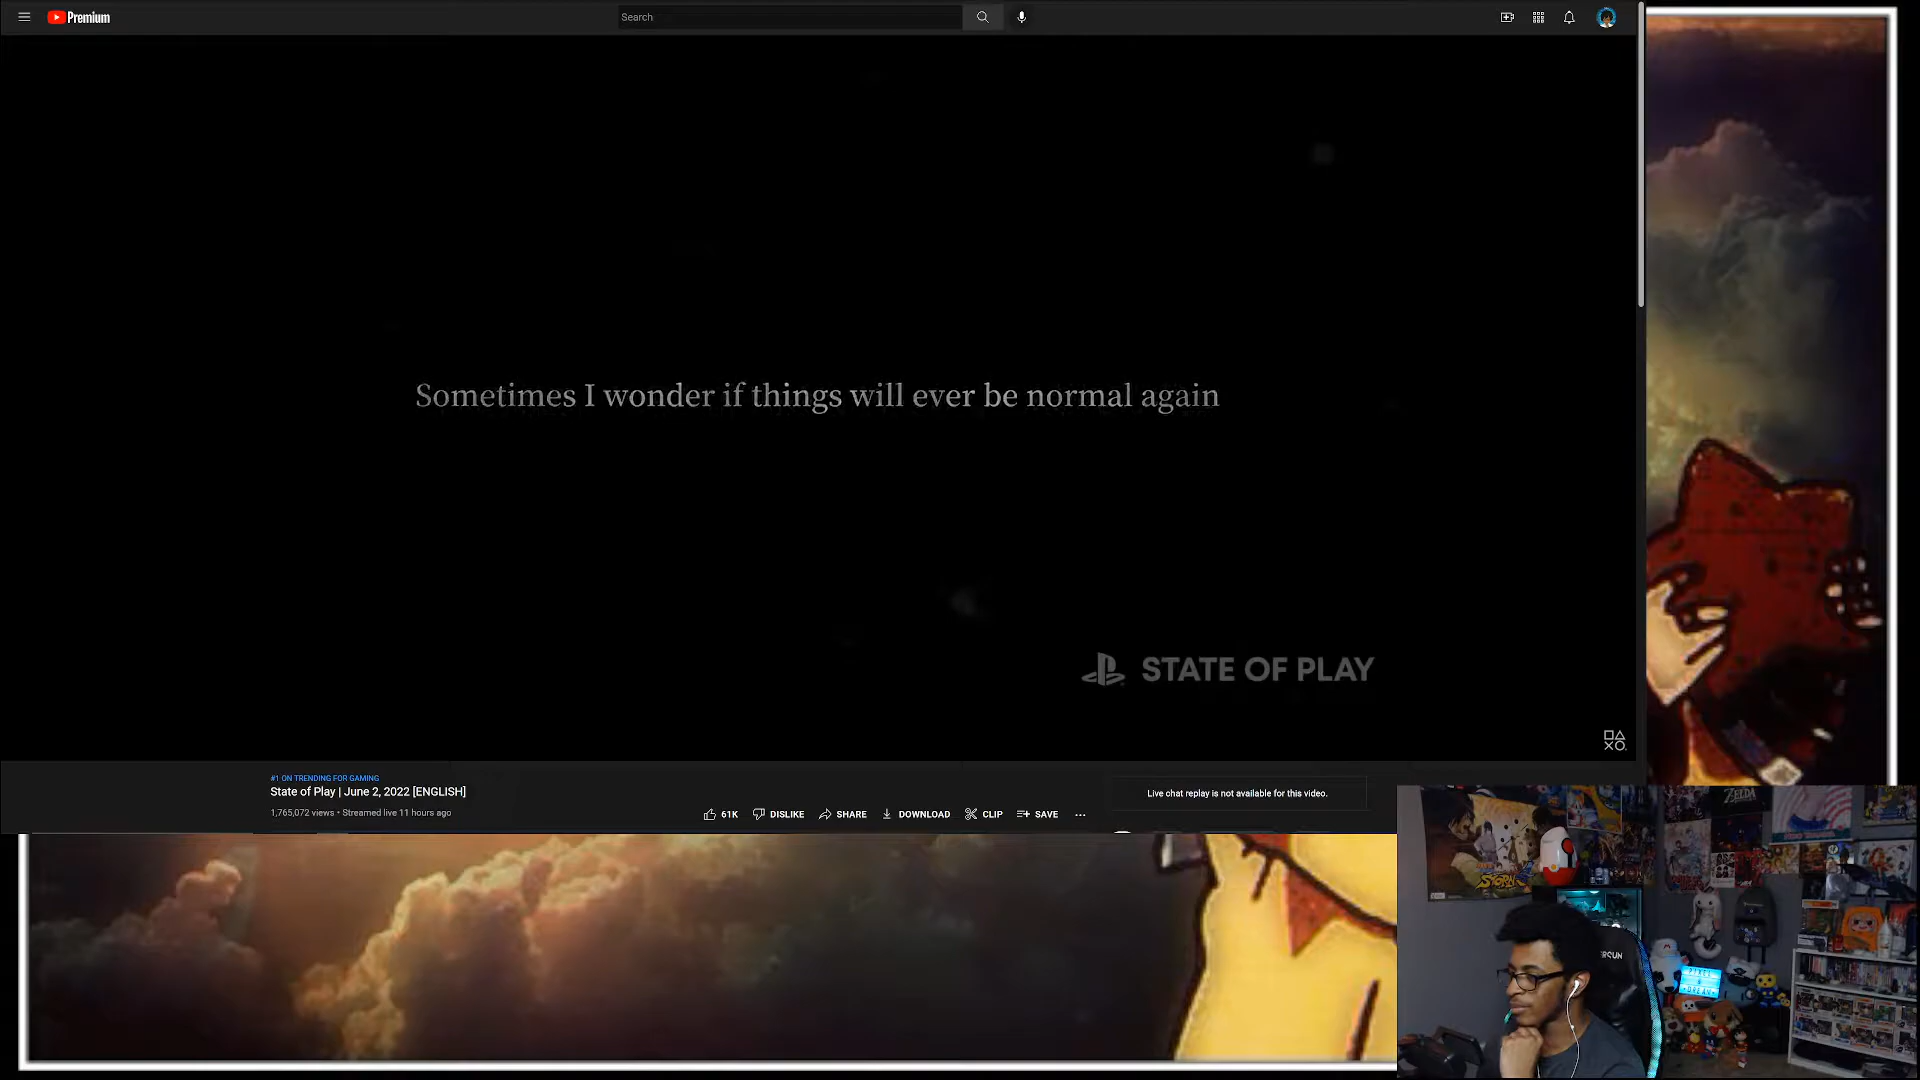 Premium
Search
Sometimes I wonder if things will ever be normal again
STATE OF PLAY
#1 ON TRENDING FOR GAMING
State of Play | June 2, 2022 [ENGLISH]
1,765,072 views • Streamed live 11 hours ago
61K
DISLIKE
SHARE
DOWNLOAD
CLIP
SAVE
Live chat replay is not available for this video.
ZELDA
STORM